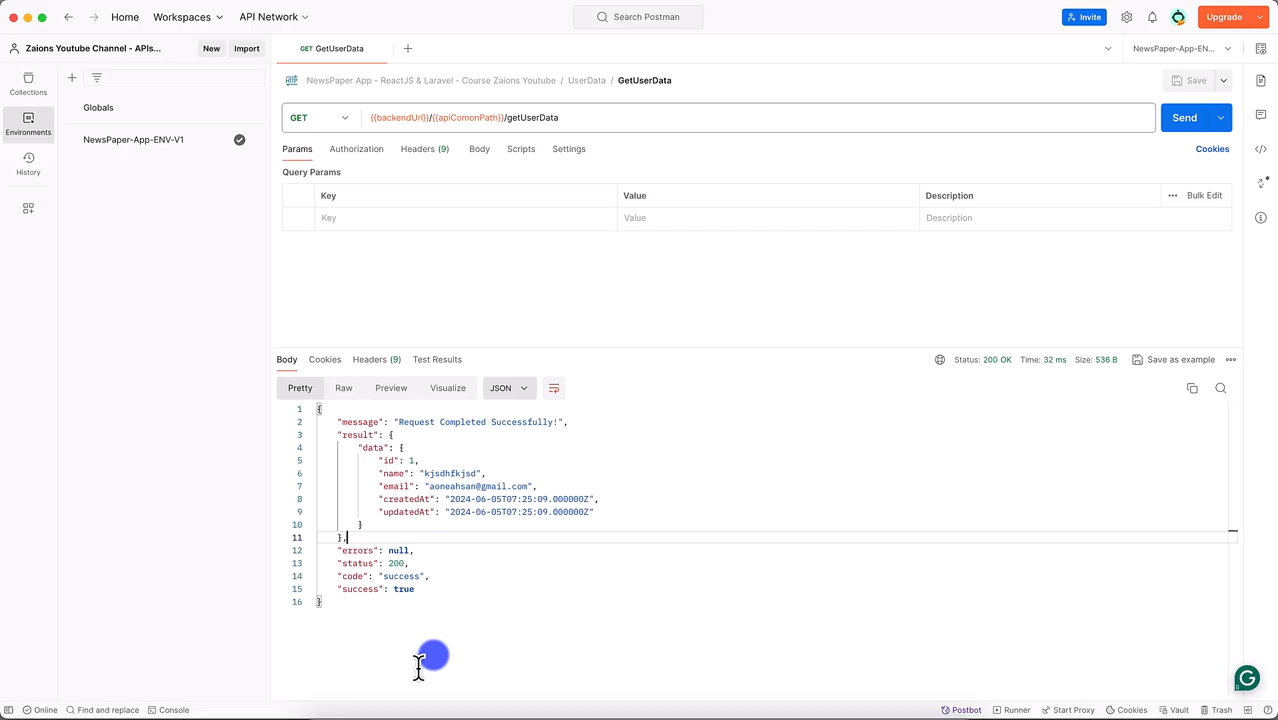 Home Workspaces API Network Search Postman Invite Upgrade
Zaions Youtube Channel - APIs... New Import GET GetUserData NewsPaper-App-EN...
Collections
Environments
History
Globals
NewsPaper-App-ENV-V1
NewsPaper App - ReactJS & Laravel - Course Zaions Youtube / UserData / GetUserData Save
GET {{backendUrl}}/{{apiComonPath}}/getUserData Send
Params Authorization Headers (9) Body Scripts Settings Cookies
Query Params
Key Value Description Bulk Edit
Key Value Description
Body Cookies Headers (9) Test Results Status: 200 OK Time: 32 ms Size: 536 B Save as example
Pretty Raw Preview Visualize JSON
1 {
2 "message": "Request Completed Successfully!",
3 "result": {
4 "data": {
5 "id": 1,
6 "name": "kjsdhfkjsd",
7 "email": "aoneahsan@gmail.com",
8 "createdAt": "2024-06-05T07:25:09.000000Z",
9 "updatedAt": "2024-06-05T07:25:09.000000Z"
10 }
11 },
12 "errors": null,
13 "status": 200,
14 "code": "success",
15 "success": true
16 }
Online Find and replace Console Postbot Runner Start Proxy Cookies Vault Trash